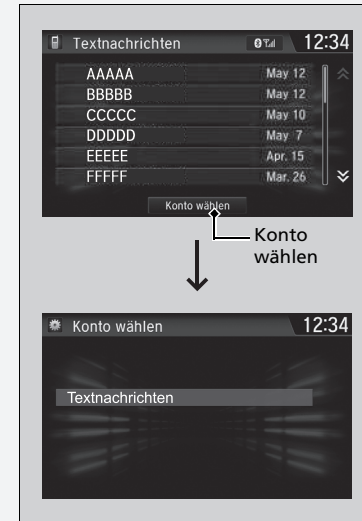 Textnachrichten 12:34
AAAAA May 12
BBBBB May 12
CCCCC May 10
DDDDD May 7
EEEEE Apr. 15
FFFFF Mar. 26
Konto wählen
Konto
wählen
Konto wählen 12:34
Textnachrichten